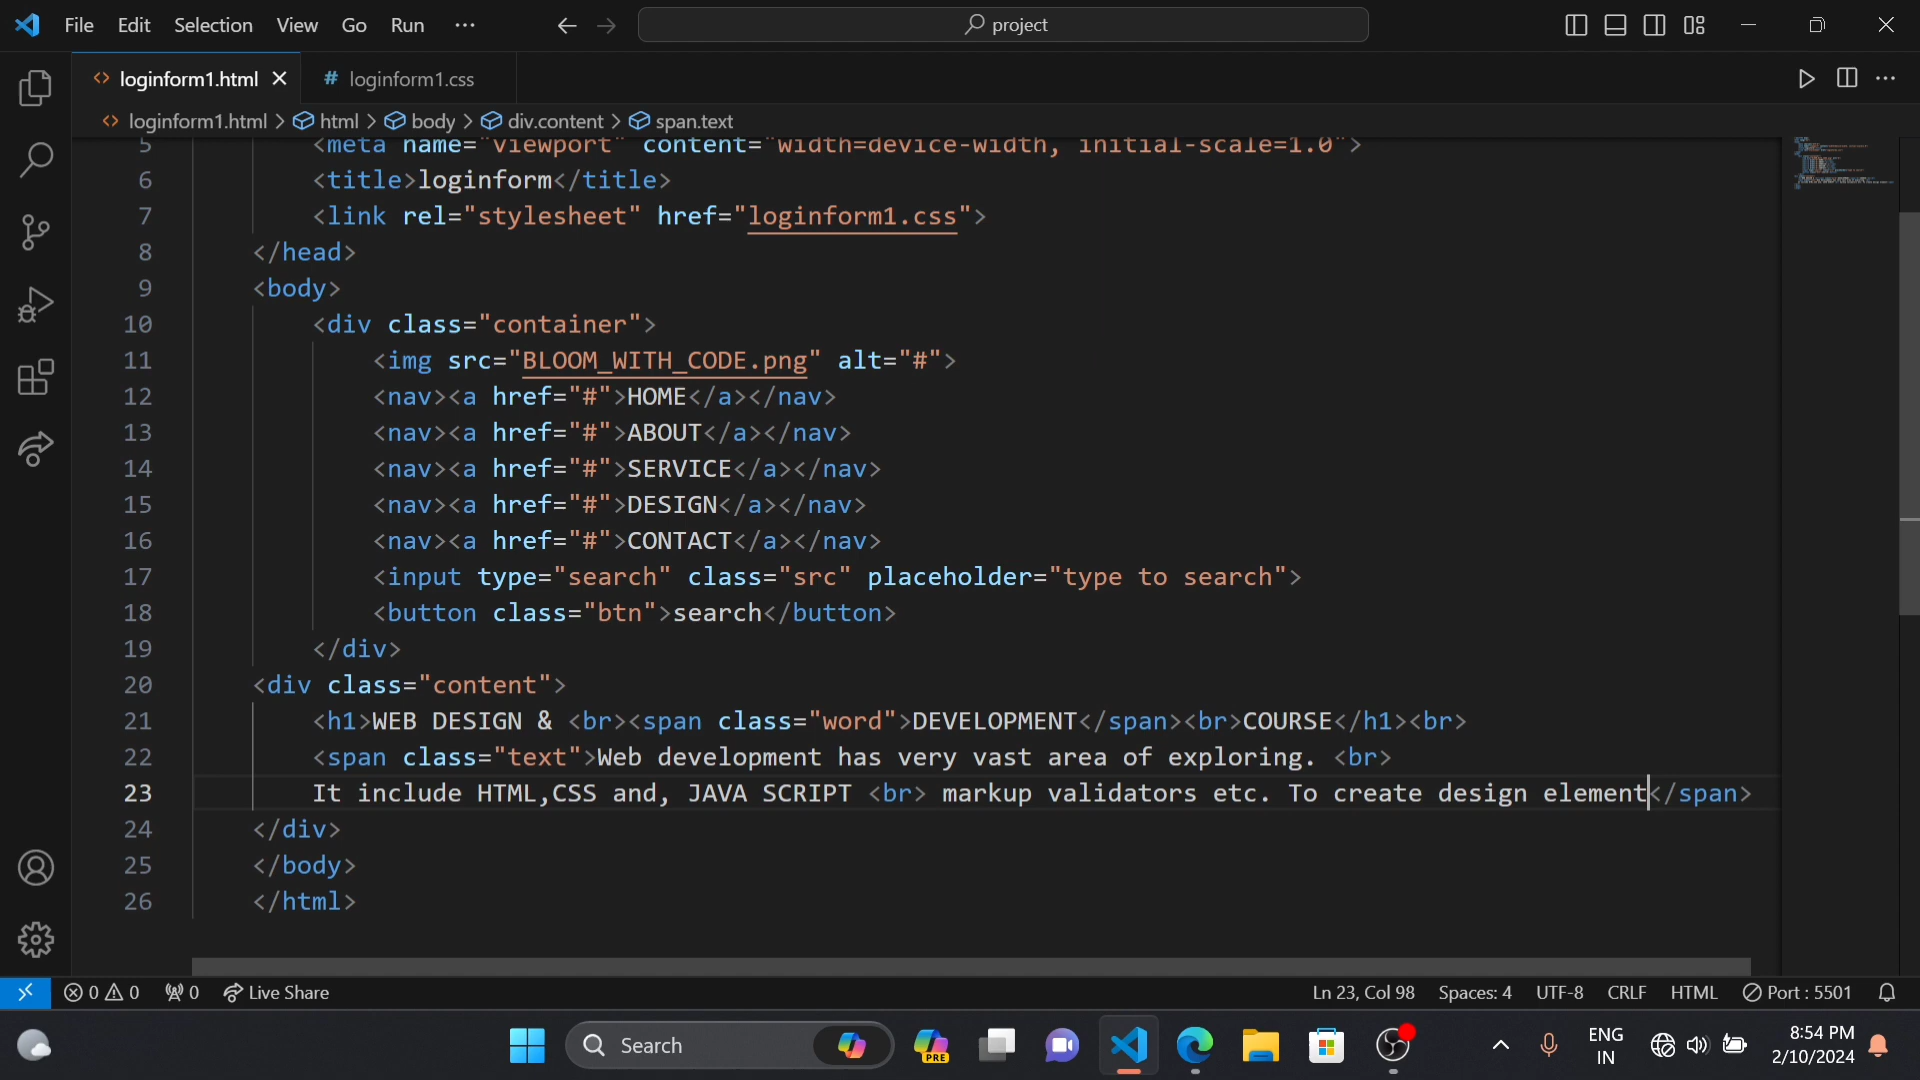 File Edit Selection View Go Run ··· project
loginform1.html # loginform1.css
loginform1.html > html > body > div.content > span.text
5 <meta name="viewport" content="width=device-width, initial-scale=1.0">
6 <title>loginform</title>
7 <link rel="stylesheet" href="loginform1.css">
8 </head>
9 <body>
10 <div class="container">
11 <img src="BLOOM_WITH_CODE.png" alt="#">
12 <nav><a href="#">HOME</a></nav>
13 <nav><a href="#">ABOUT</a></nav>
14 <nav><a href="#">SERVICE</a></nav>
15 <nav><a href="#">DESIGN</a></nav>
16 <nav><a href="#">CONTACT</a></nav>
17 <input type="search" class="src" placeholder="type to search">
18 <button class="btn">search</button>
19 </div>
20 <div class="content">
21 <h1>WEB DESIGN & <br><span class="word">DEVELOPMENT</span><br>COURSE</h1><br>
22 <span class="text">Web development has very vast area of exploring. <br>
23 It include HTML,CSS and, JAVA SCRIPT <br> markup validators etc. To create design element</span>
24 </div>
25 </body>
26 </html>
0 0 0 Live Share Ln 23, Col 98 Spaces: 4 UTF-8 CRLF HTML Port : 5501
Search PRE ENG 8:54 PM
IN 2/10/2024